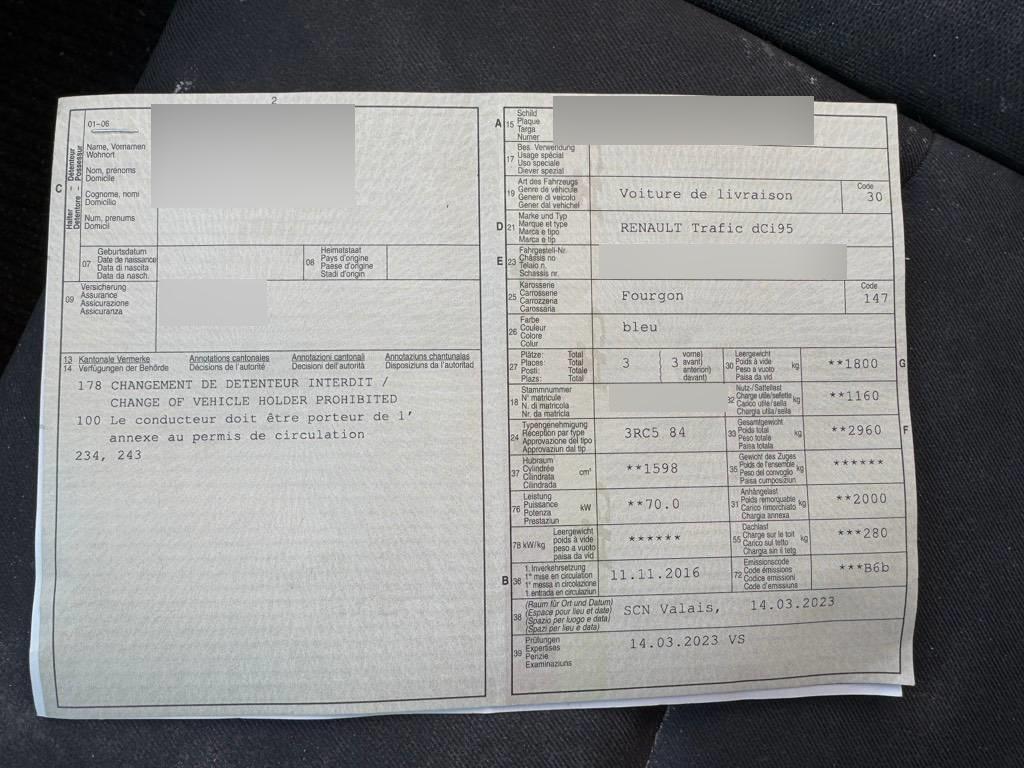 2
01-06
C
Halter
Détenteur
Detentore
Possessur
Name, Vornamen
Wohnort
Nom, prénoms
Domicile
Cognome, nomi
Domicilio
Num, prenums
Domicil
07
Geburtsdatum
Date de naissance
Data di nascita
Data da nasch.
08
Heimatstaat
Pays d'origine
Paese d'origine
Stadi d'origin
09
Versicherung
Assurance
Assicurazione
Assicuranza
13 Kantonale Vermerke Annotations cantonales Annotazioni cantonali Annotaziuns chantunalas
14 Verfügungen der Behörde Décisions de l'autorité Decisioni dell'autorità Disposiziuns da l'autoritad
178 CHANGEMENT DE DETENTEUR INTERDIT /
CHANGE OF VEHICLE HOLDER PROHIBITED
100 Le conducteur doit être porteur de l'
annexe au permis de circulation
234, 243
A 15
Schild
Plaque
Targa
Numer
17
Bes. Verwendung
Usage spécial
Uso speciale
Diever spezial
19
Art des Fahrzeugs
Genre de véhicule
Genere di veicolo
Gener dal vehichel
Voiture de livraison
Code
30
D 21
Marke und Typ
Marque et type
Marca e tipo
Marca e tip
RENAULT Trafic dCi95
E 23
Fahrgestell-Nr.
Châssis no
Telaio n.
Schassis nr.
25
Karosserie
Carrosserie
Carrozzeria
Carossaria
Fourgon
Code
147
26
Farbe
Couleur
Colore
Colur
bleu
27
Plätze: Total
Places: Total
Posti: Totale
Plazs: Total
3 ( 3
vorne)
avant)
anteriori)
davant)
30
Leergewicht
Poids à vide
Peso a vuoto
Paisa da vid
kg
**1800
G
18
Stammnummer
N° matricule
N. di matricola
Nr. da matricla
32
Nutz-/Sattellast
Charge utile/sellette
Carico utile/sella
Chargia utila/sella
kg
**1160
24
Typengenehmigung
Réception par type
Approvazione del tipo
Approvaziun dal tip
3RC5 84
33
Gesamtgewicht
Poids total
Peso totale
Paisa totala
kg
**2960
F
37
Hubraum
Cylindrée
Cilindrata
Cilindrada
cm³
**1598
35
Gewicht des Zuges
Poids de l'ensemble
Peso del convoglio
Paisa cumposiziun
kg
******
76
Leistung
Puissance
Potenza
Prestaziun
kW
**70.0
31
Anhängelast
Poids remorquable
Carico rimorchiato
Chargia annexa
kg
**2000
78 kW/kg
Leergewicht
poids à vide
peso a vuoto
paisa da vid
******
55
Dachlast
Charge sur le toit
Carico sul tetto
Chargia sin il tetg
kg
***280
B 36
1. Inverkehrsetzung
1re mise en circulation
1a messa in circolazione
1. entrada en circulaziun
11.11.2016
72
Emissionscode
Code émissions
Codice emissioni
Code d'emissiuns
***B6b
38
(Raum für Ort und Datum)
(Espace pour lieu et date)
(Spazio per luogo e data)
(Spazi per lieu e data)
SCN Valais, 14.03.2023
39
Prüfungen
Expertises
Perizie
Examinaziuns
14.03.2023 VS